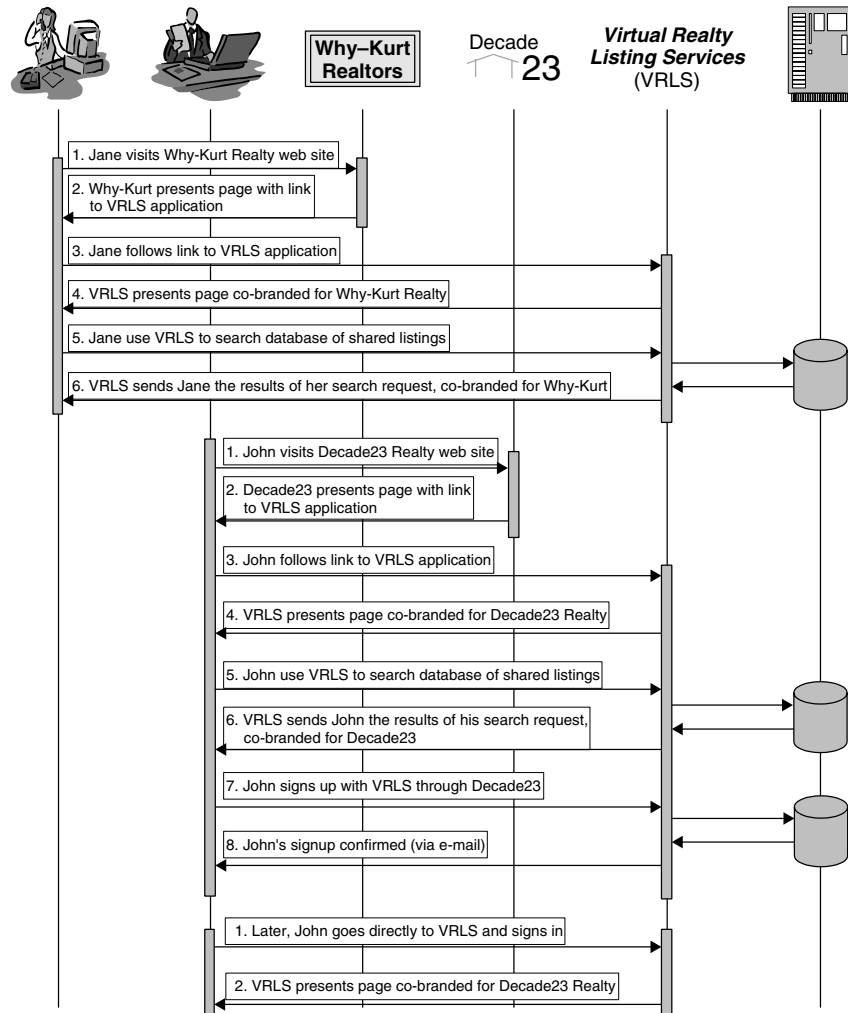 Why–Kurt
Realtors
Decade
23
Virtual Realty
Listing Services
(VRLS)
1. Jane visits Why-Kurt Realty web site
2. Why-Kurt presents page with link
to VRLS application
3. Jane follows link to VRLS application
4. VRLS presents page co-branded for Why-Kurt Realty
5. Jane use VRLS to search database of shared listings
6. VRLS sends Jane the results of her search request, co-branded for Why-Kurt
1. John visits Decade23 Realty web site
2. Decade23 presents page with link
to VRLS application
3. John follows link to VRLS application
4. VRLS presents page co-branded for Decade23 Realty
5. John use VRLS to search database of shared listings
6. VRLS sends John the results of his search request,
co-branded for Decade23
7. John signs up with VRLS through Decade23
8. John's signup confirmed (via e-mail)
1. Later, John goes directly to VRLS and signs in
2. VRLS presents page co-branded for Decade23 Realty